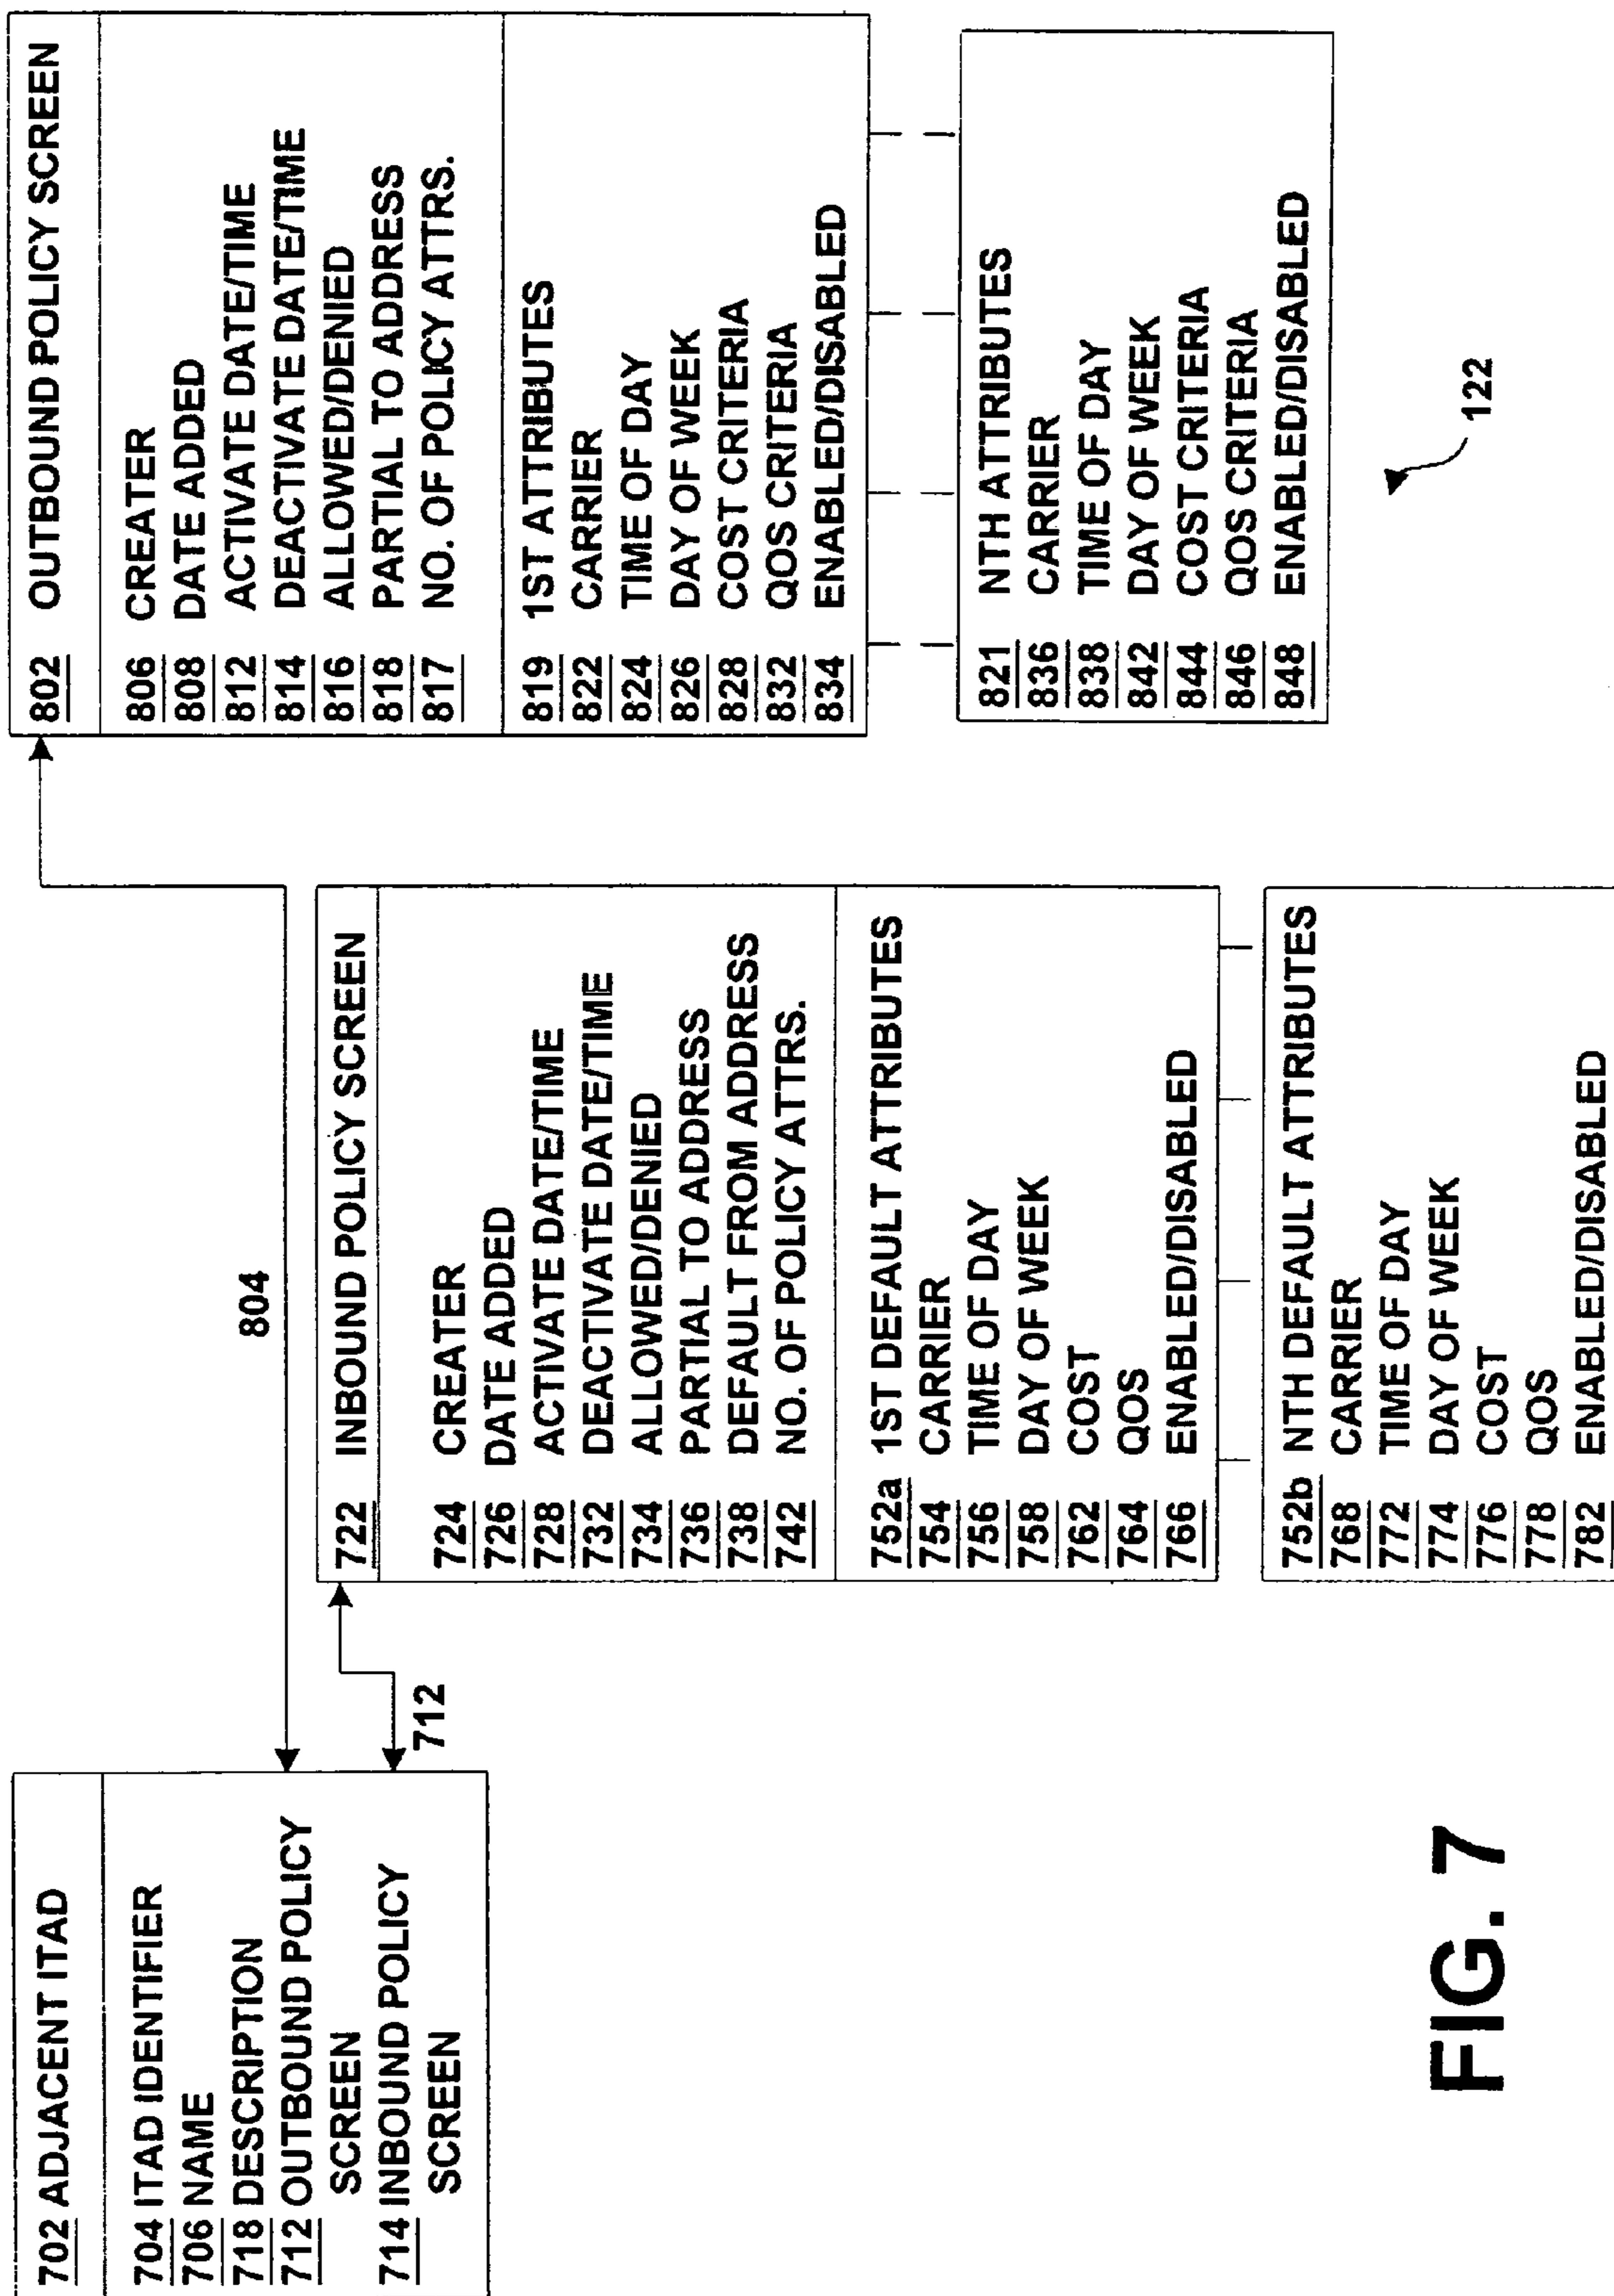 702 ADJACENT ITAD
704 ITAD IDENTIFIER
706 NAME
718 DESCRIPTION
712 OUTBOUND POLICY
SCREEN
714 INBOUND POLICY
SCREEN
804
712
722 INBOUND POLICY SCREEN
724 CREATER
726 DATE ADDED
728 ACTIVATE DATE/TIME
732 DEACTIVATE DATE/TIME
734 ALLOWED/DENIED
736 PARTIAL TO ADDRESS
738 DEFAULT FROM ADDRESS
742 NO. OF POLICY ATTRS.
752a 1ST DEFAULT ATTRIBUTES
754 CARRIER
756 TIME OF DAY
758 DAY OF WEEK
762 COST
764 QOS
766 ENABLED/DISABLED
752b NTH DEFAULT ATTRIBUTES
768 CARRIER
772 TIME OF DAY
774 DAY OF WEEK
776 COST
778 QOS
782 ENABLED/DISABLED
802 OUTBOUND POLICY SCREEN
806 CREATER
808 DATE ADDED
812 ACTIVATE DATE/TIME
814 DEACTIVATE DATE/TIME
816 ALLOWED/DENIED
818 PARTIAL TO ADDRESS
817 NO. OF POLICY ATTRS.
819 1ST ATTRIBUTES
822 CARRIER
824 TIME OF DAY
826 DAY OF WEEK
828 COST CRITERIA
832 QOS CRITERIA
834 ENABLED/DISABLED
821 NTH ATTRIBUTES
836 CARRIER
838 TIME OF DAY
842 DAY OF WEEK
844 COST CRITERIA
846 QOS CRITERIA
848 ENABLED/DISABLED
122
FIG. 7